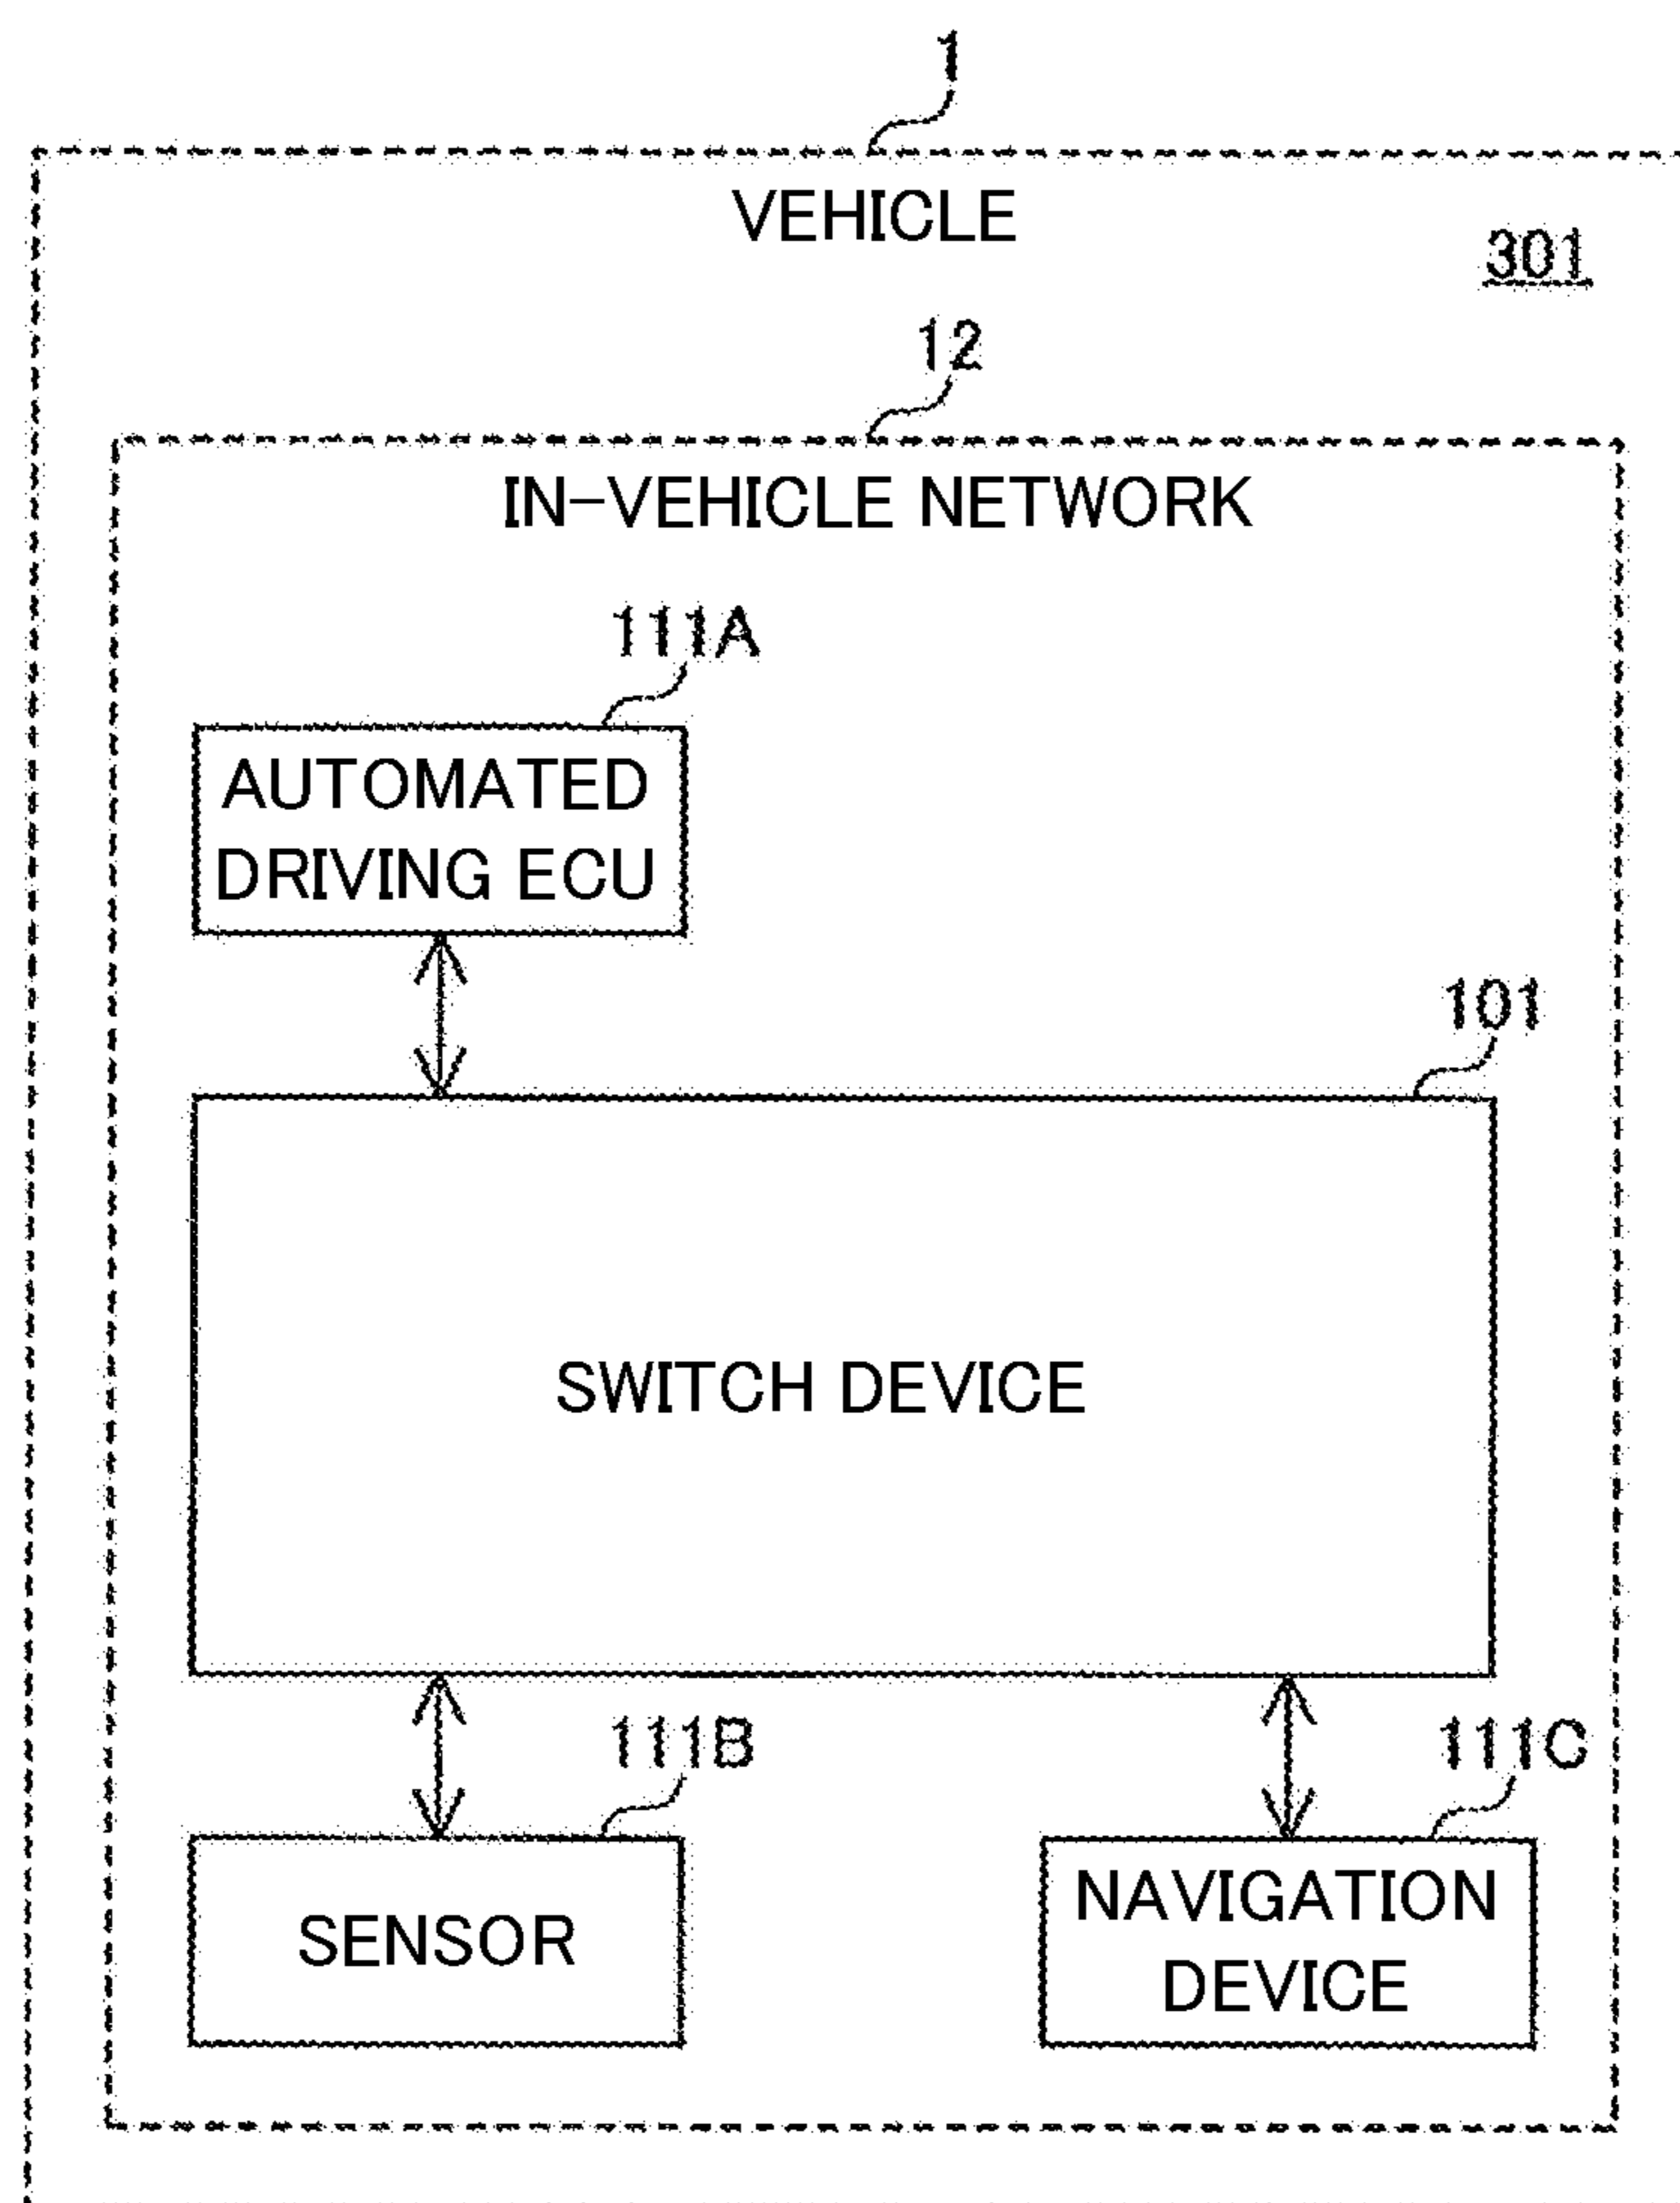 1
VEHICLE
301
12
IN-VEHICLE NETWORK
111A
AUTOMATED
DRIVING ECU
101
SWITCH DEVICE
111B
111C
SENSOR
NAVIGATION
DEVICE